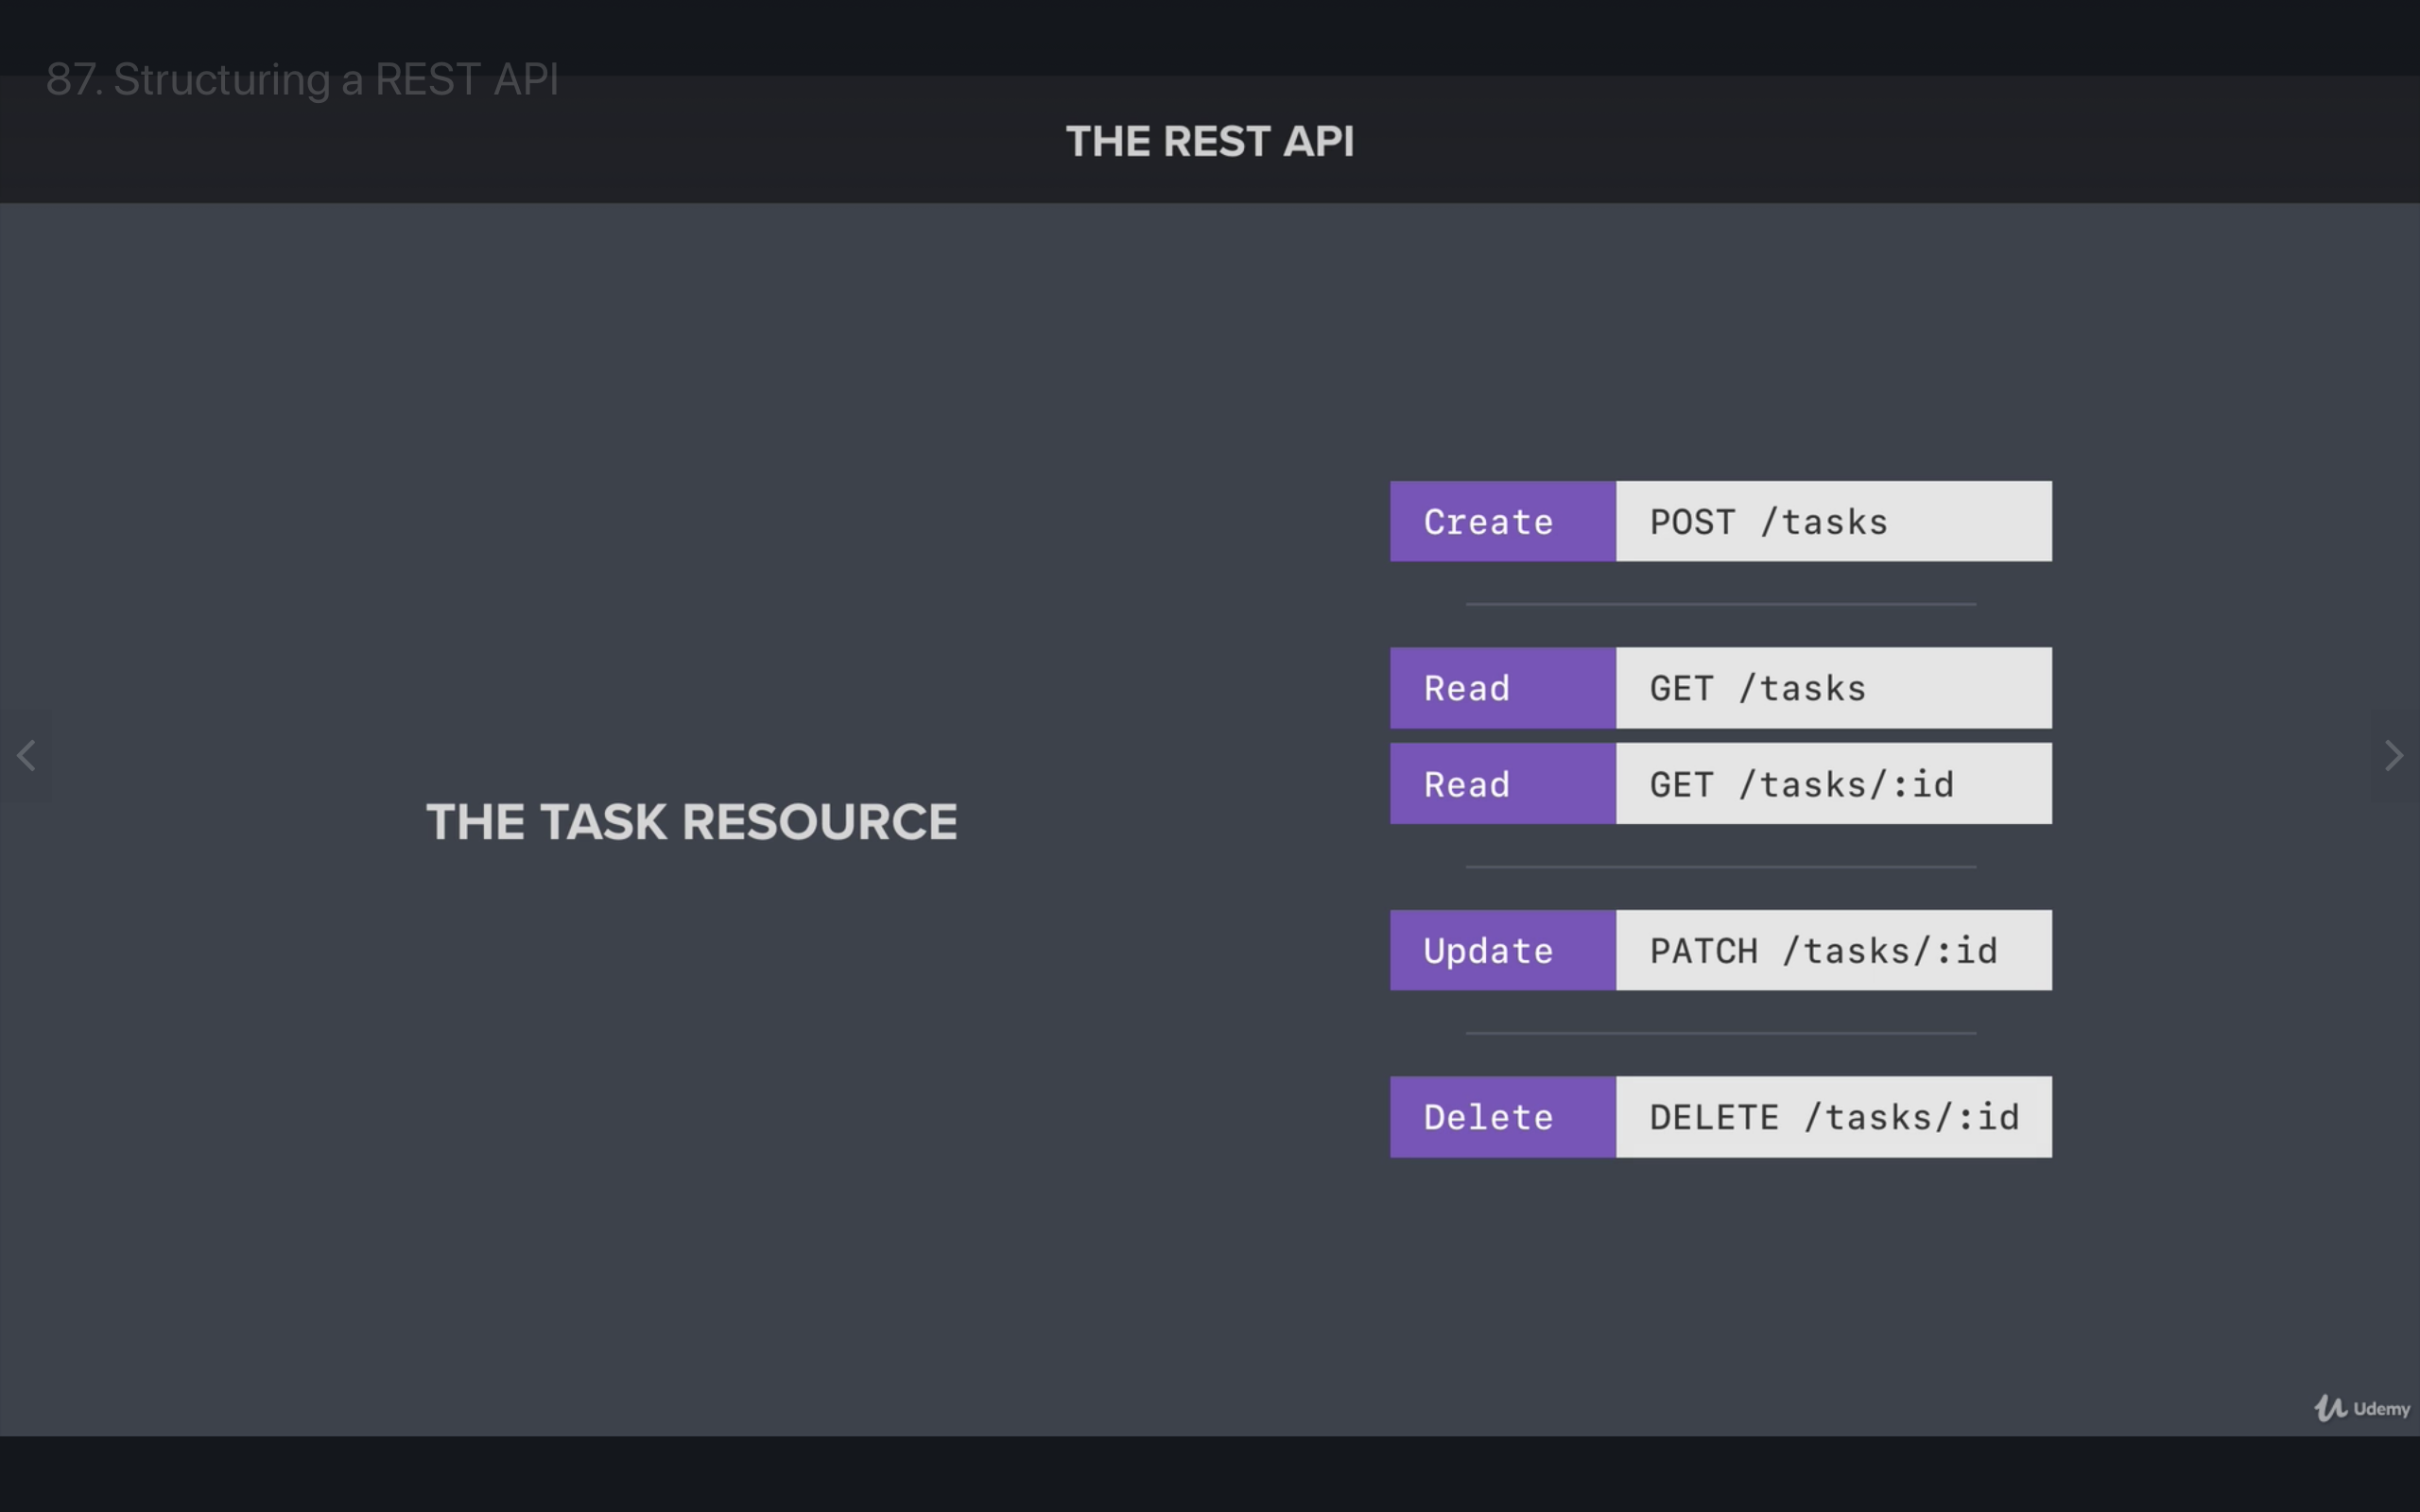 87. Structuring a REST API
THE REST API
THE TASK RESOURCE
Create POST /tasks
Read GET /tasks
Read GET /tasks/:id
Update PATCH /tasks/:id
Delete DELETE /tasks/:id
Udemy